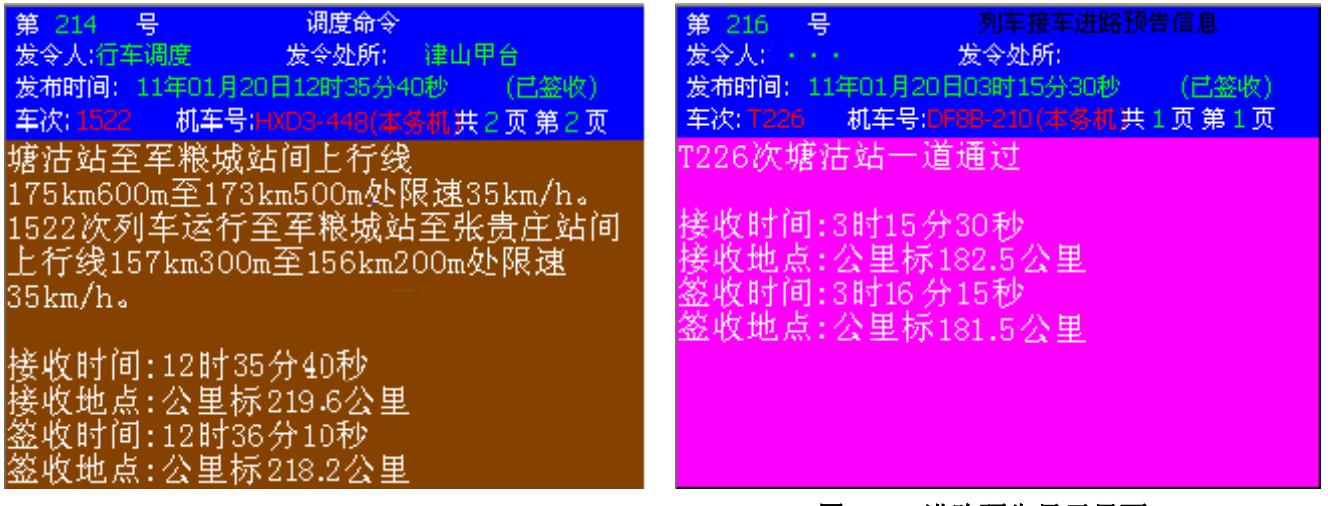 第 214 号 调度命令
发令人:行车调度 发令处所: 津山甲台
发布时间: 11年01月20日12时35分40秒 (已签收)
车次: 1522 机车号:HXD3-448(本务机)共 2 页 第 2 页
塘沽站至军粮城站间上行线
175km600m至173km500m处限速35km/h。
1522次列车运行至军粮城站至张贵庄站间
上行线157km300m至156km200m处限速
35km/h。
接收时间:12时35分40秒
接收地点:公里标219.6公里
签收时间:12时36分10秒
签收地点:公里标218.2公里
第 216 号 列车接车进路预告信息
发令人: · · · 发令处所:
发布时间: 11年01月20日03时15分30秒 (已签收)
车次: T226 机车号:DF8B-210(本务机)共 1 页 第 1 页
T226次塘沽站一道通过
接收时间:3时15分30秒
接收地点:公里标182.5公里
签收时间:3时16分15秒
签收地点:公里标181.5公里